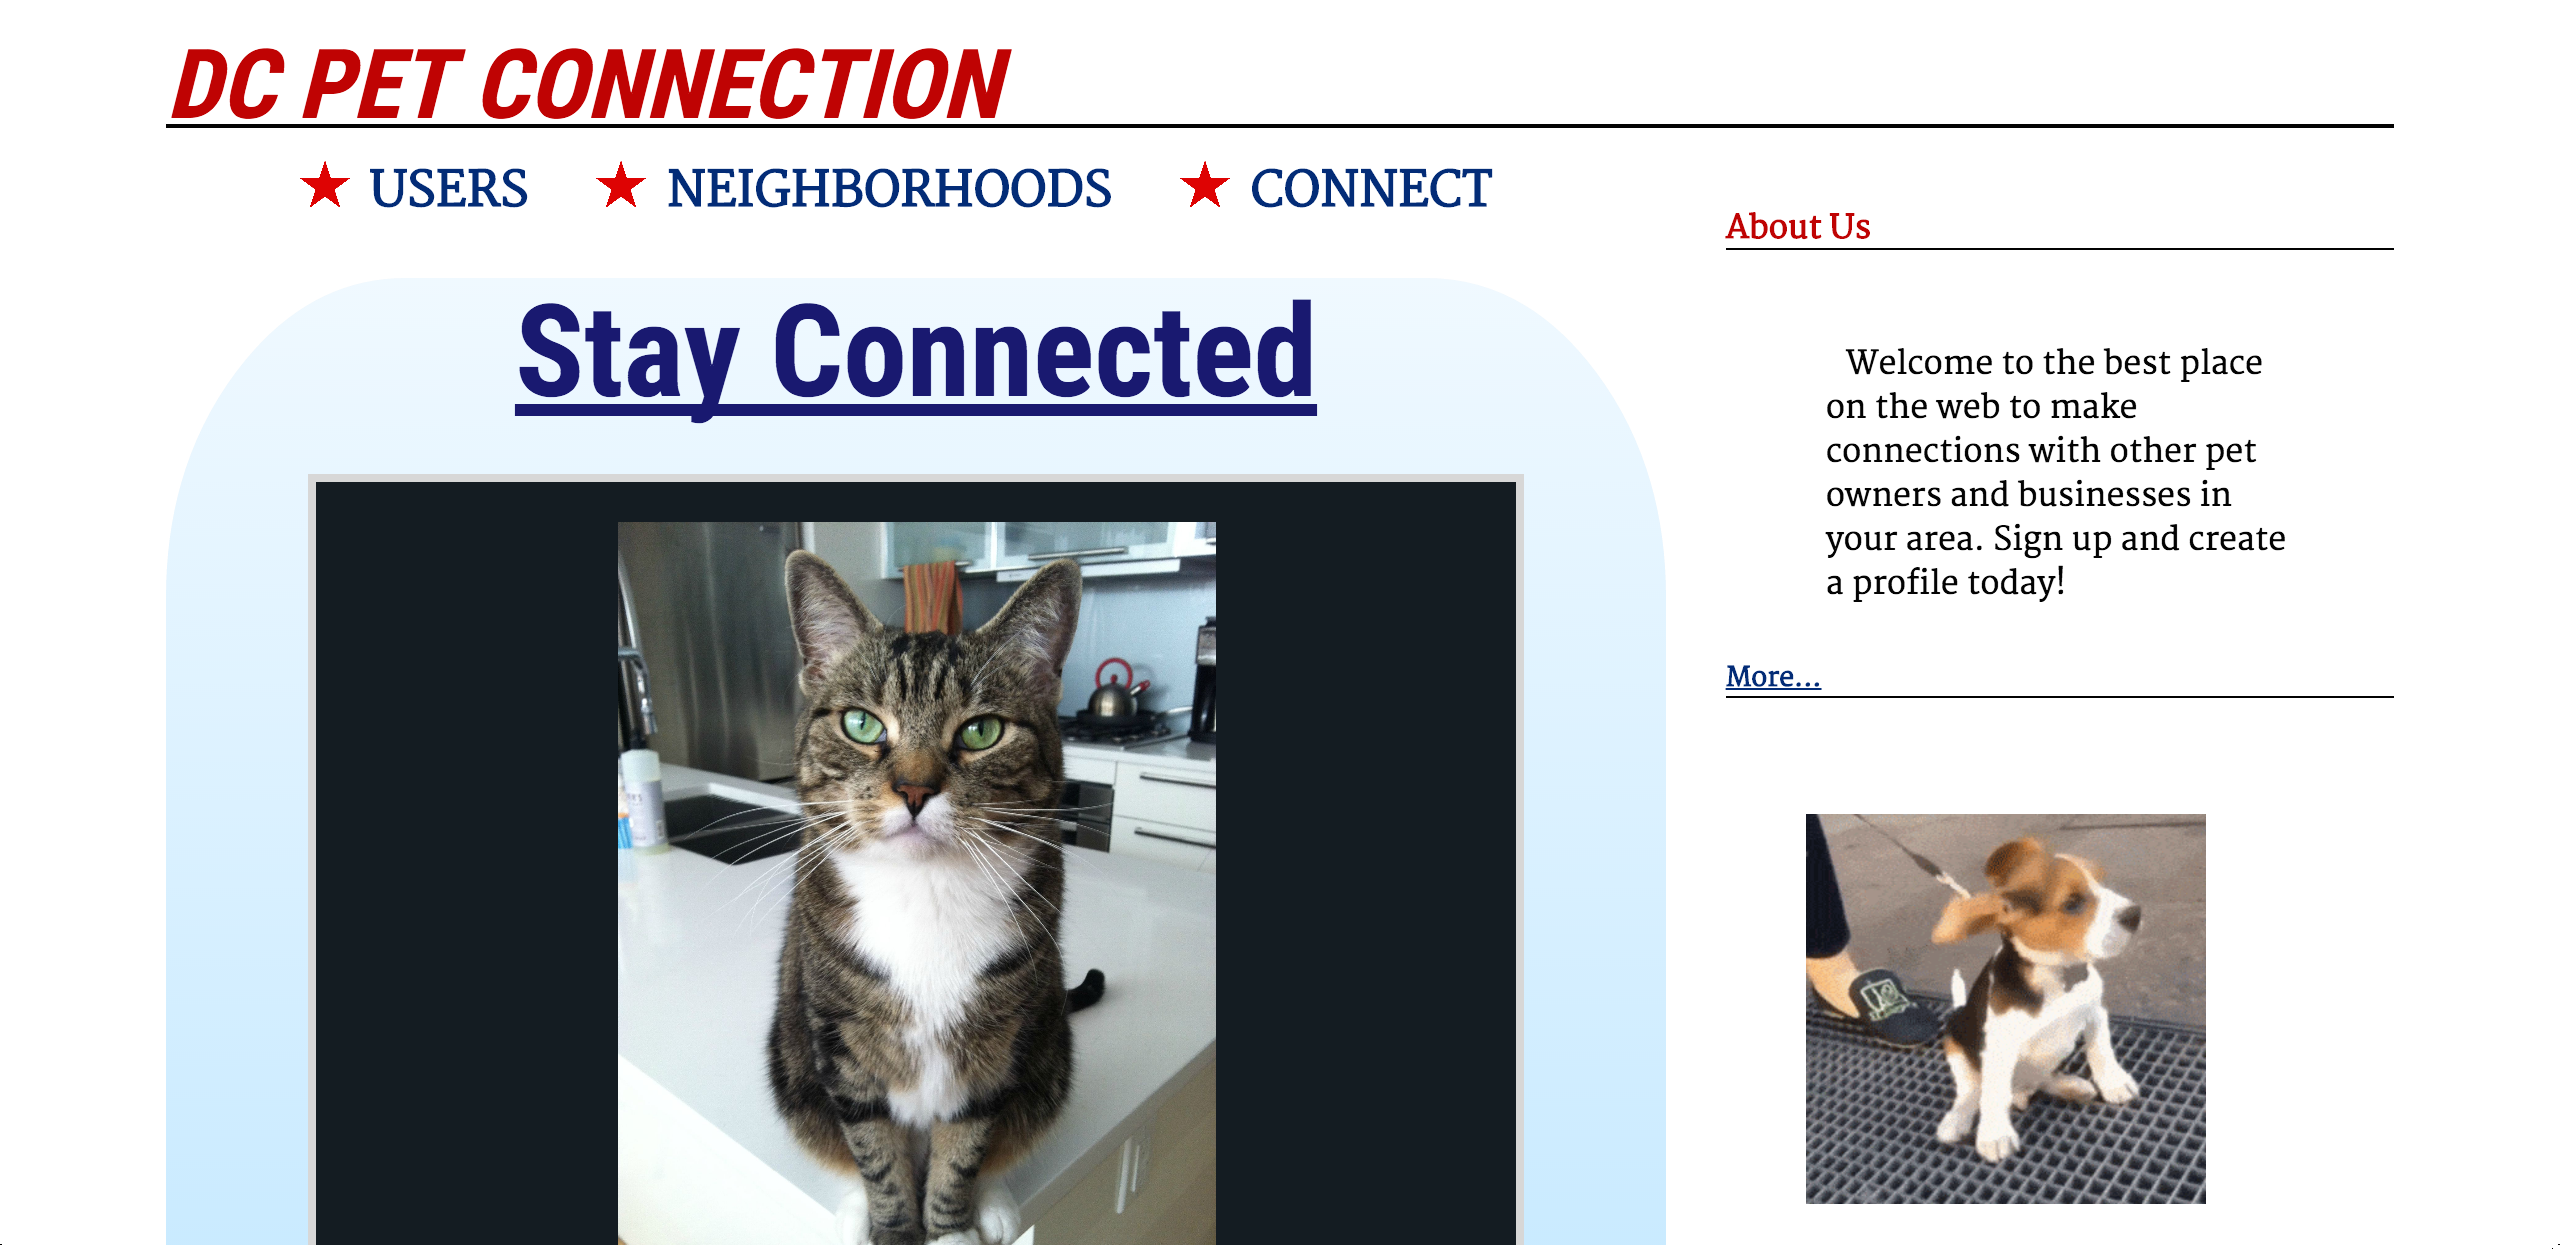 DC PET CONNECTION
USERS
NEIGHBORHOODS
CONNECT
Stay Connected
About Us
Welcome to the best place
on the web to make
connections with other pet
owners and businesses in
your area. Sign up and create
a profile today!
More...